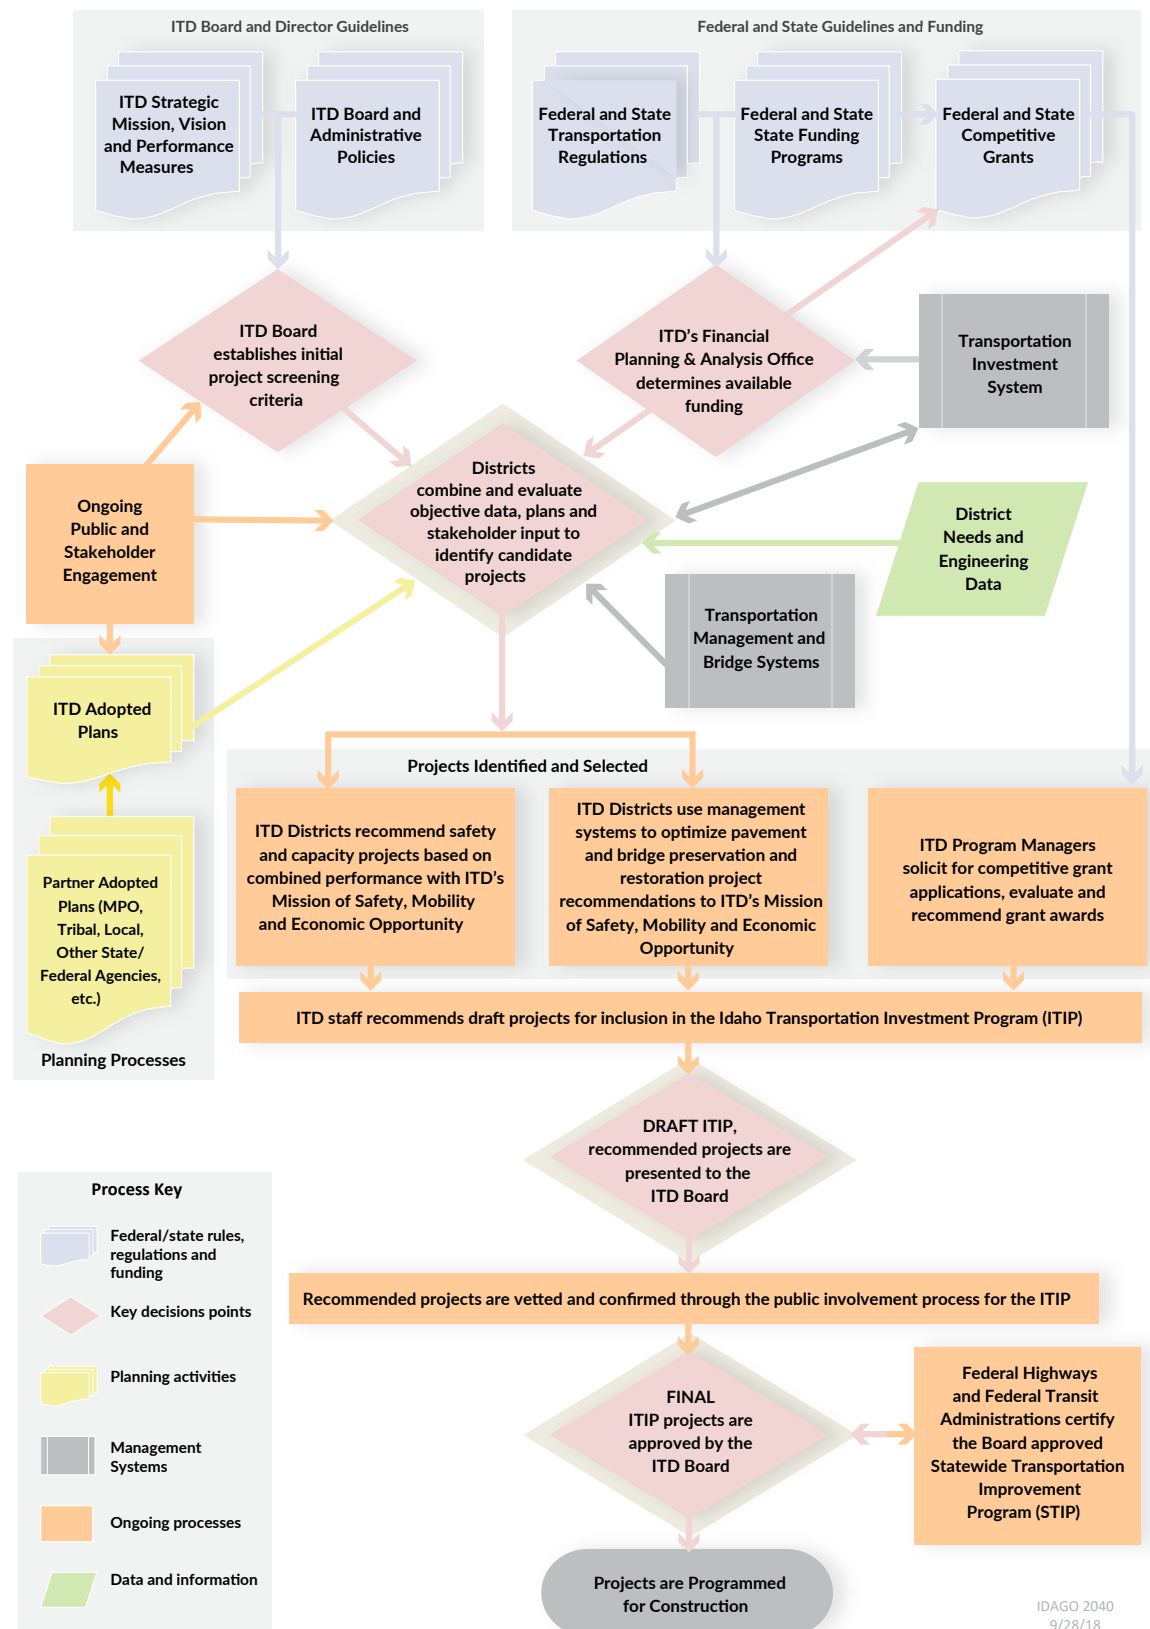 ITD Board and Director Guidelines
ITD Strategic
Mission, Vision
and Performance
Measures
ITD Board and
Administrative
Policies
Federal and State Guidelines and Funding
Federal and State
Transportation
Regulations
Federal and State
State Funding
Programs
Federal and State
Competitive
Grants
ITD Board
establishes initial
project screening
criteria
ITD's Financial
Planning & Analysis Office
determines available
funding
Transportation
Investment
System
Ongoing
Public and
Stakeholder
Engagement
Districts
combine and evaluate
objective data, plans and
stakeholder input to
identify candidate
projects
District
Needs and
Engineering
Data
Transportation
Management and
Bridge Systems
ITD Adopted
Plans
Partner Adopted
Plans (MPO,
Tribal, Local,
Other State/
Federal Agencies,
etc.)
Planning Processes
Projects Identified and Selected
ITD Districts recommend safety
and capacity projects based on
combined performance with ITD's
Mission of Safety, Mobility
and Economic Opportunity
ITD Districts use management
systems to optimize pavement
and bridge preservation and
restoration project
recommendations to ITD's Mission
of Safety, Mobility and Economic
Opportunity
ITD Program Managers
solicit for competitive grant
applications, evaluate and
recommend grant awards
ITD staff recommends draft projects for inclusion in the Idaho Transportation Investment Program (ITIP)
DRAFT ITIP,
recommended projects are
presented to the
ITD Board
Recommended projects are vetted and confirmed through the public involvement process for the ITIP
FINAL
ITIP projects are
approved by the
ITD Board
Federal Highways
and Federal Transit
Administrations certify
the Board approved
Statewide Transportation
Improvement
Program (STIP)
Projects are Programmed
for Construction
Process Key
Federal/state rules,
regulations and
funding
Key decisions points
Planning activities
Management
Systems
Ongoing processes
Data and information
IDAGO 2040
9/28/18